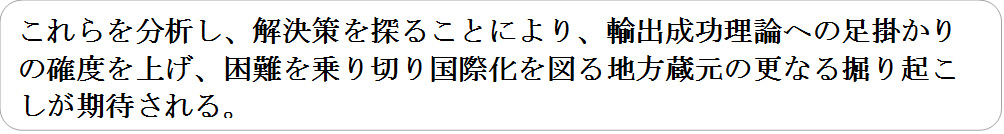 これらを分析し、解決策を探ることにより、輸出成功理論への足掛かり
の確度を上げ、困難を乗り切り国際化を図る地方蔵元の更なる掘り起こ
しが期待される。